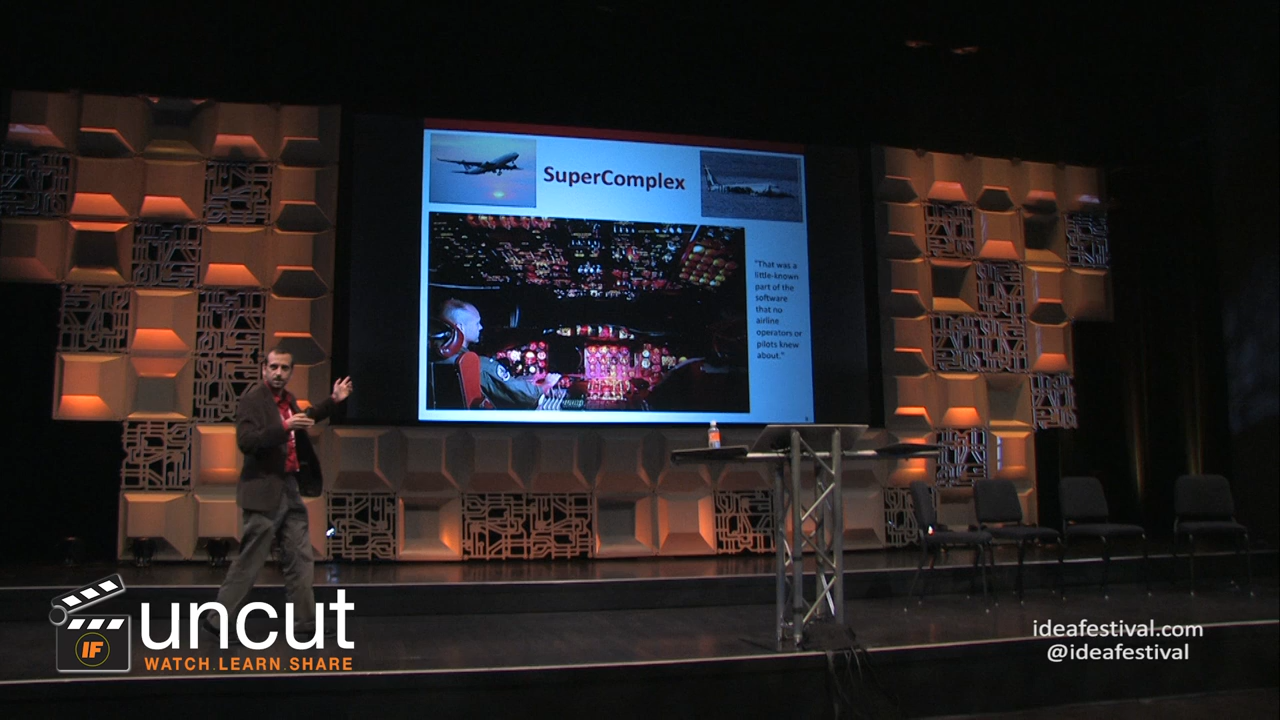 SuperComplex
"That was a
little-known
part of the
software
that no
airline
operators or
pilots knew
about."
IF
uncut
WATCH.LEARN.SHARE
ideafestival.com
@ideafestival